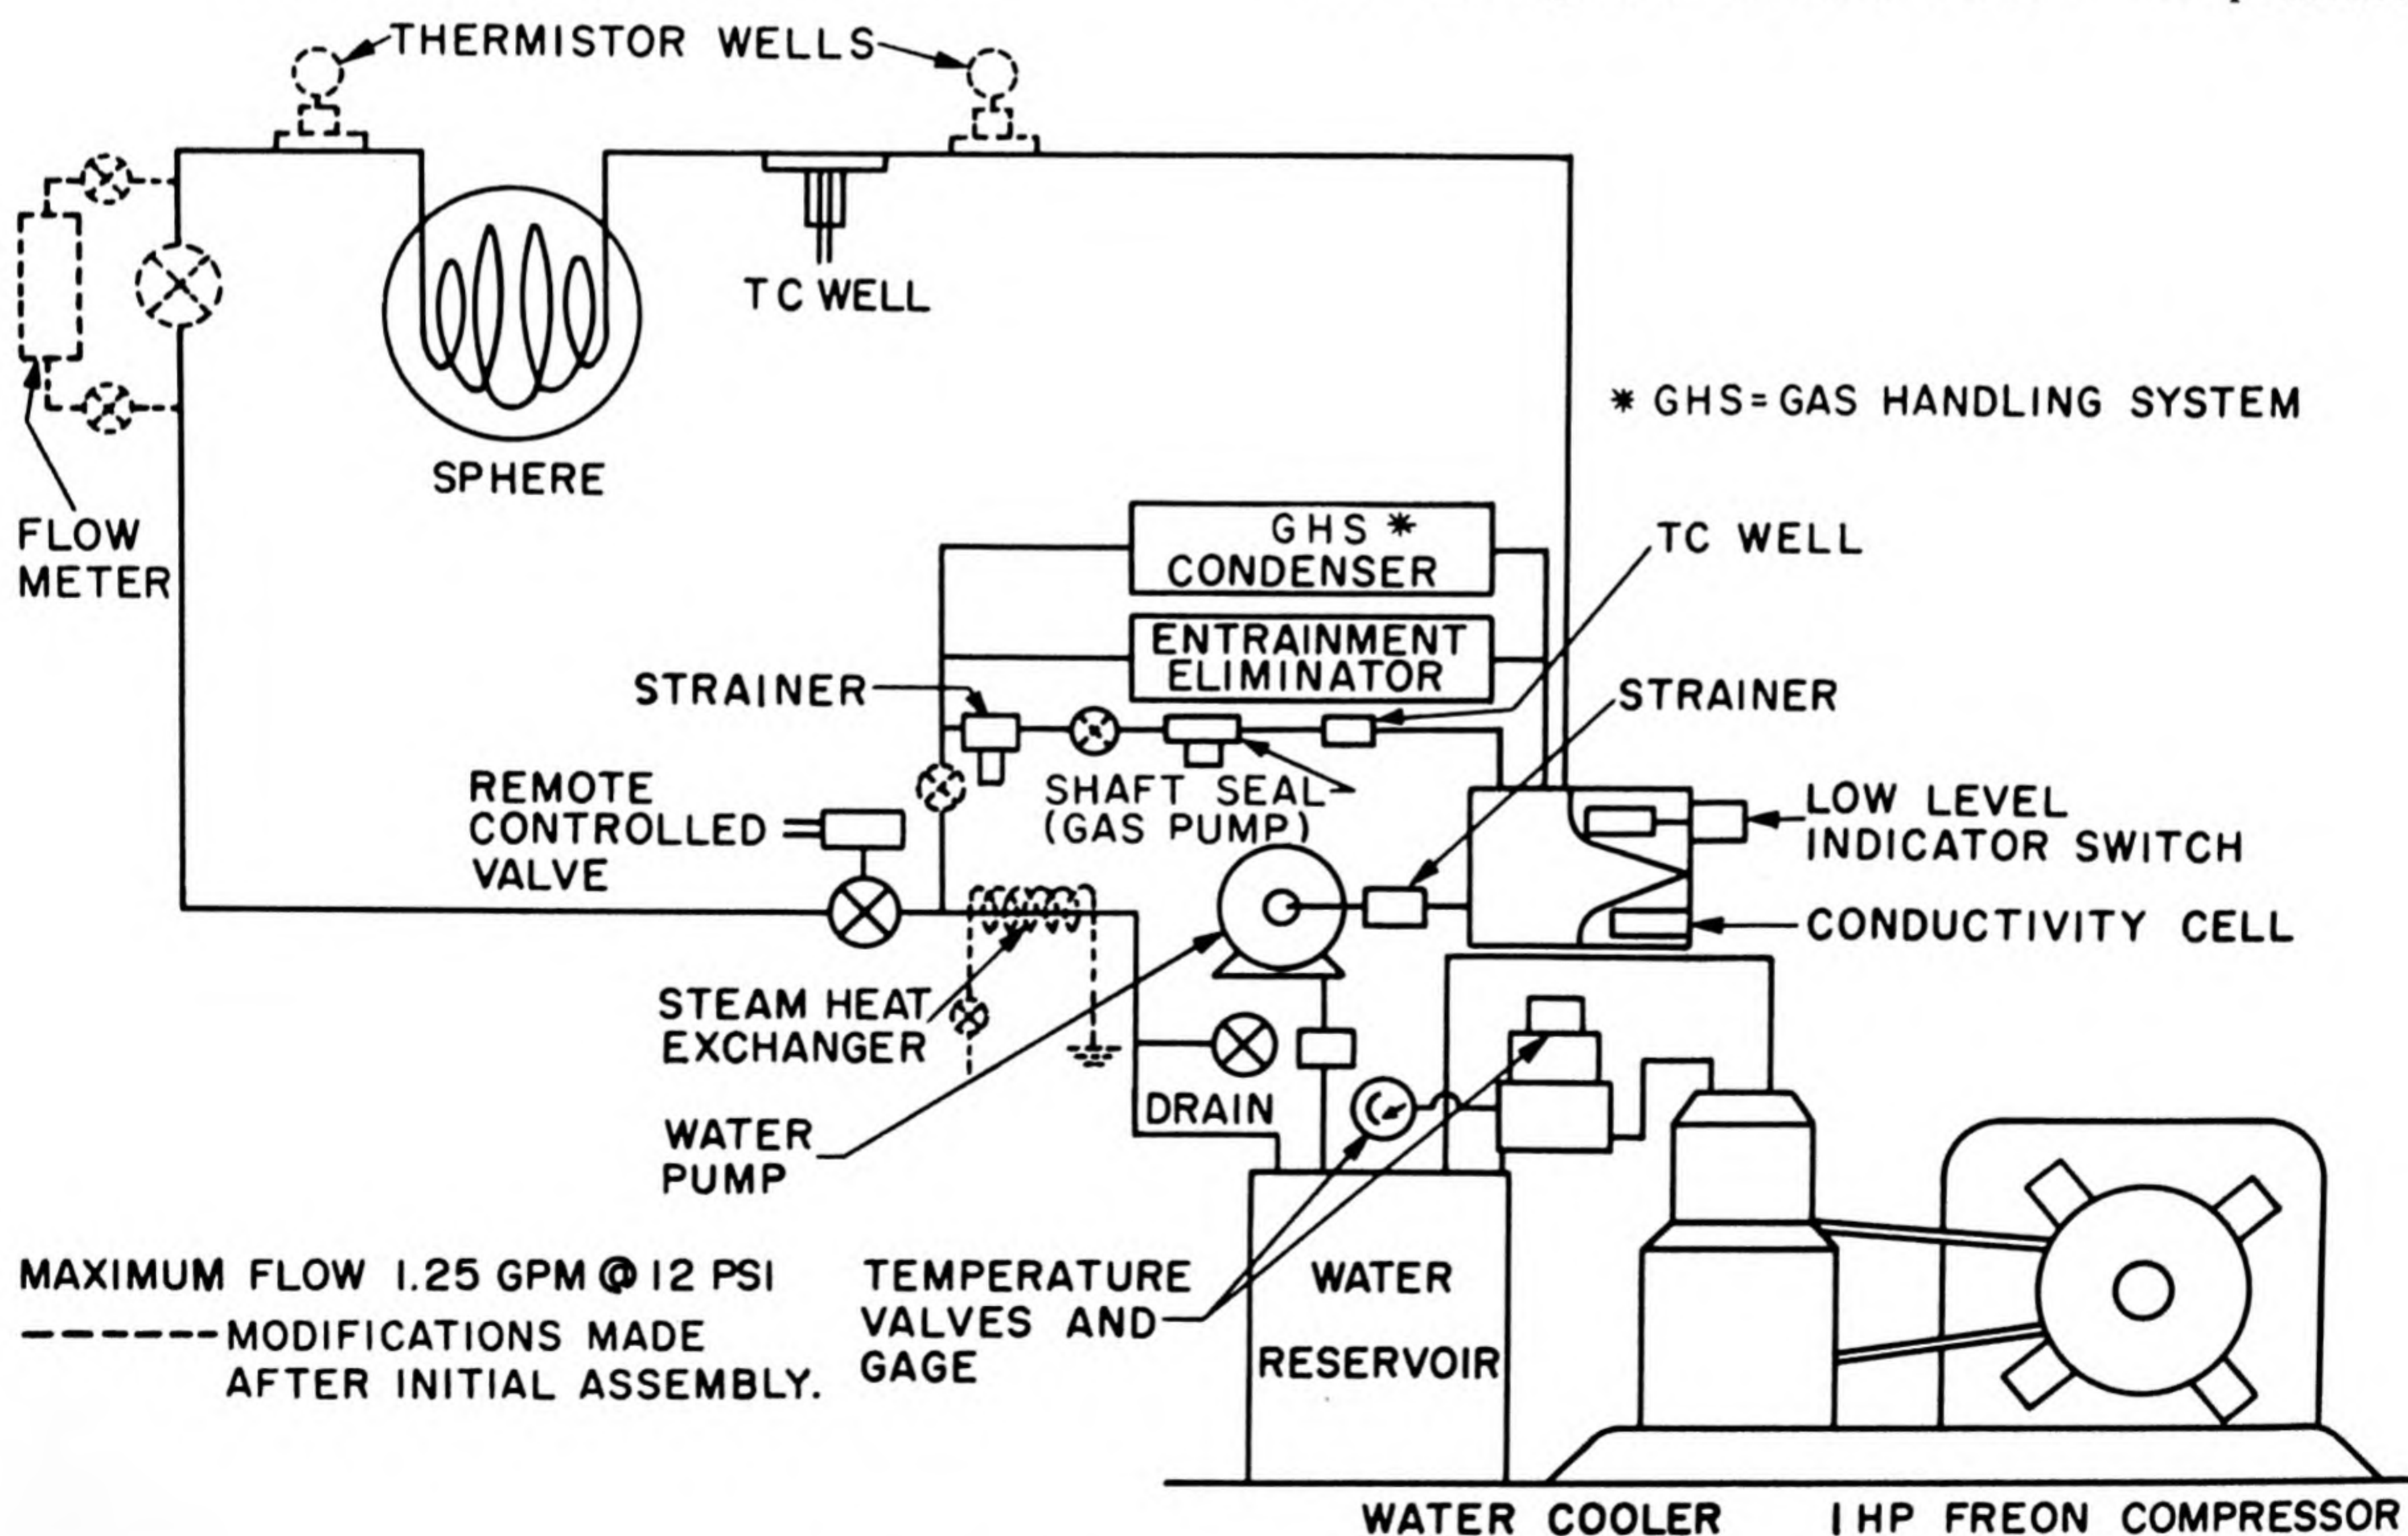 THERMISTOR WELLS
TC WELL
SPHERE
FLOW
METER
* GHS=GAS HANDLING SYSTEM
GHS *
CONDENSER
TC WELL
ENTRAINMENT
ELIMINATOR
STRAINER
STRAINER
SHAFT SEAL
(GAS PUMP)
REMOTE
CONTROLLED
VALVE
LOW LEVEL
INDICATOR SWITCH
CONDUCTIVITY CELL
STEAM HEAT
EXCHANGER
DRAIN
WATER
PUMP
MAXIMUM FLOW 1.25 GPM @ 12 PSI
------MODIFICATIONS MADE
AFTER INITIAL ASSEMBLY.
TEMPERATURE
VALVES AND
GAGE
WATER
RESERVOIR
WATER COOLER
1 HP FREON COMPRESSOR